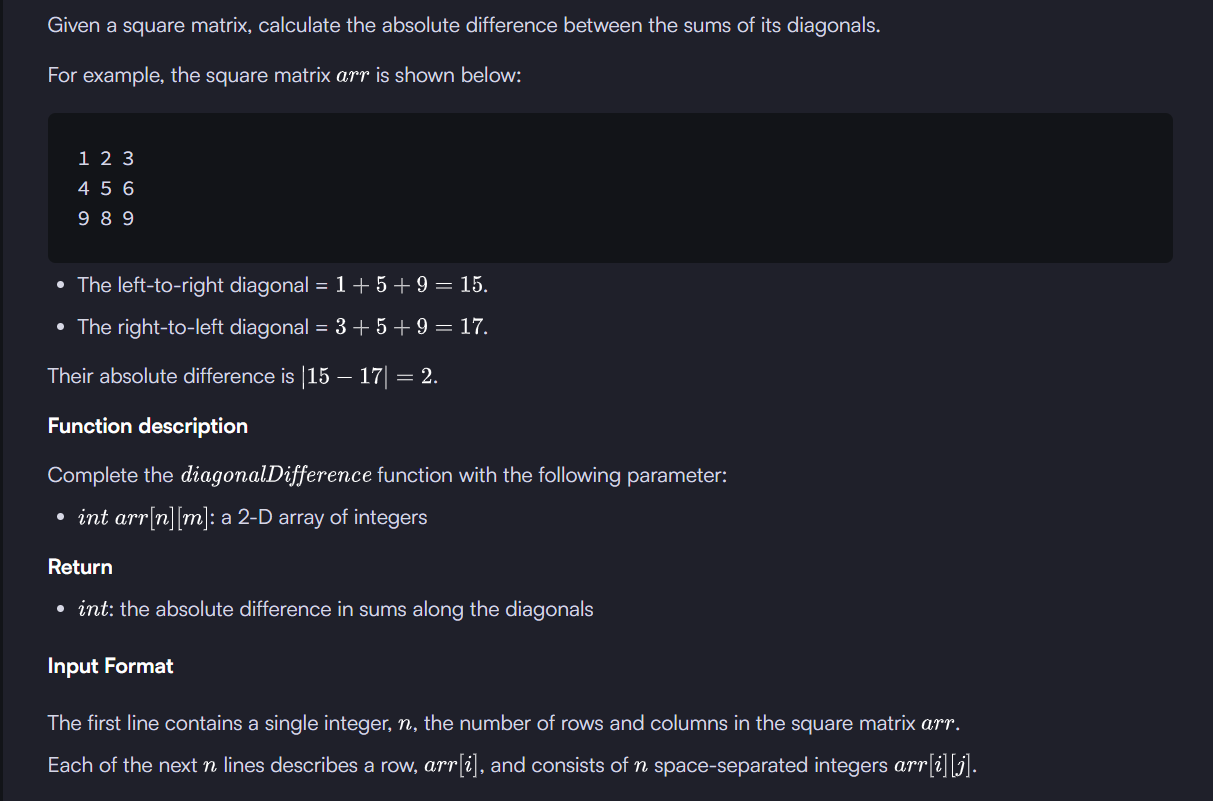 Given a square matrix, calculate the absolute difference between the sums of its diagonals.
For example, the square matrix arr is shown below:
1 2 3
4 5 6
9 8 9
• The left-to-right diagonal = 1 + 5 + 9 = 15.
• The right-to-left diagonal = 3 + 5 + 9 = 17.
Their absolute difference is |15 − 17| = 2.
Function description
Complete the diagonalDifference function with the following parameter:
• int arr[n][m]: a 2-D array of integers
Return
• int: the absolute difference in sums along the diagonals
Input Format
The first line contains a single integer, n, the number of rows and columns in the square matrix arr.
Each of the next n lines describes a row, arr[i], and consists of n space-separated integers arr[i][j].